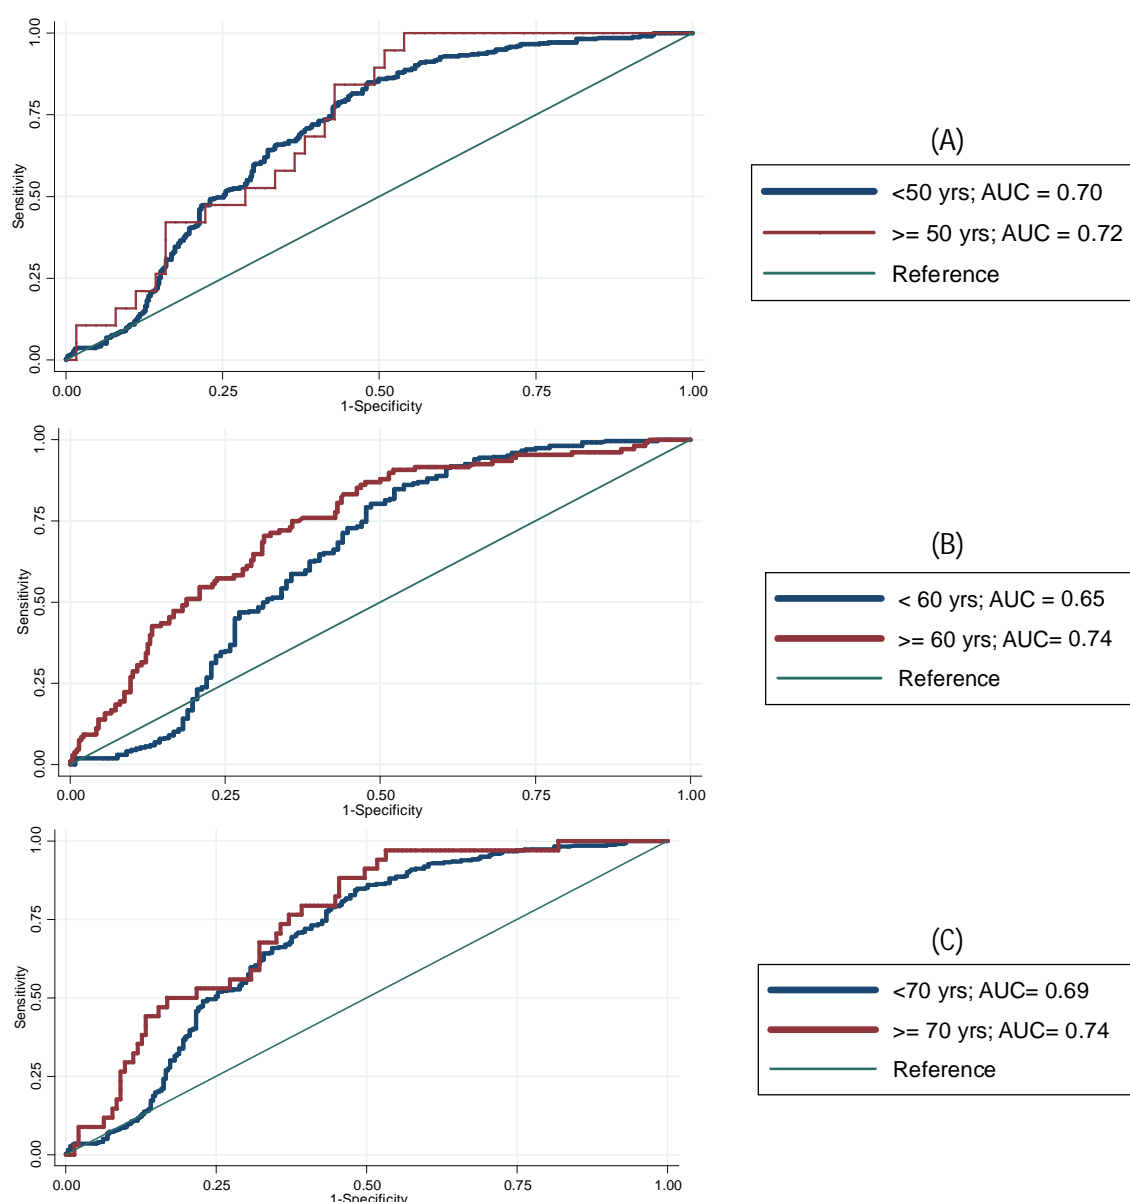 1.00
0.75
0.50
0.25
0.00
Sensitivity
0.00 0.25 0.50 0.75 1.00
1-Specificity
(A)
<50 yrs; AUC = 0.70
>= 50 yrs; AUC = 0.72
Reference
1.00
0.75
0.50
0.25
0.00
Sensitivity
0.00 0.25 0.50 0.75 1.00
1-Specificity
(B)
< 60 yrs; AUC = 0.65
>= 60 yrs; AUC= 0.74
Reference
1.00
0.75
0.50
0.25
0.00
Sensitivity
0.00 0.25 0.50 0.75 1.00
1-Specificity
(C)
<70 yrs; AUC= 0.69
>= 70 yrs; AUC= 0.74
Reference